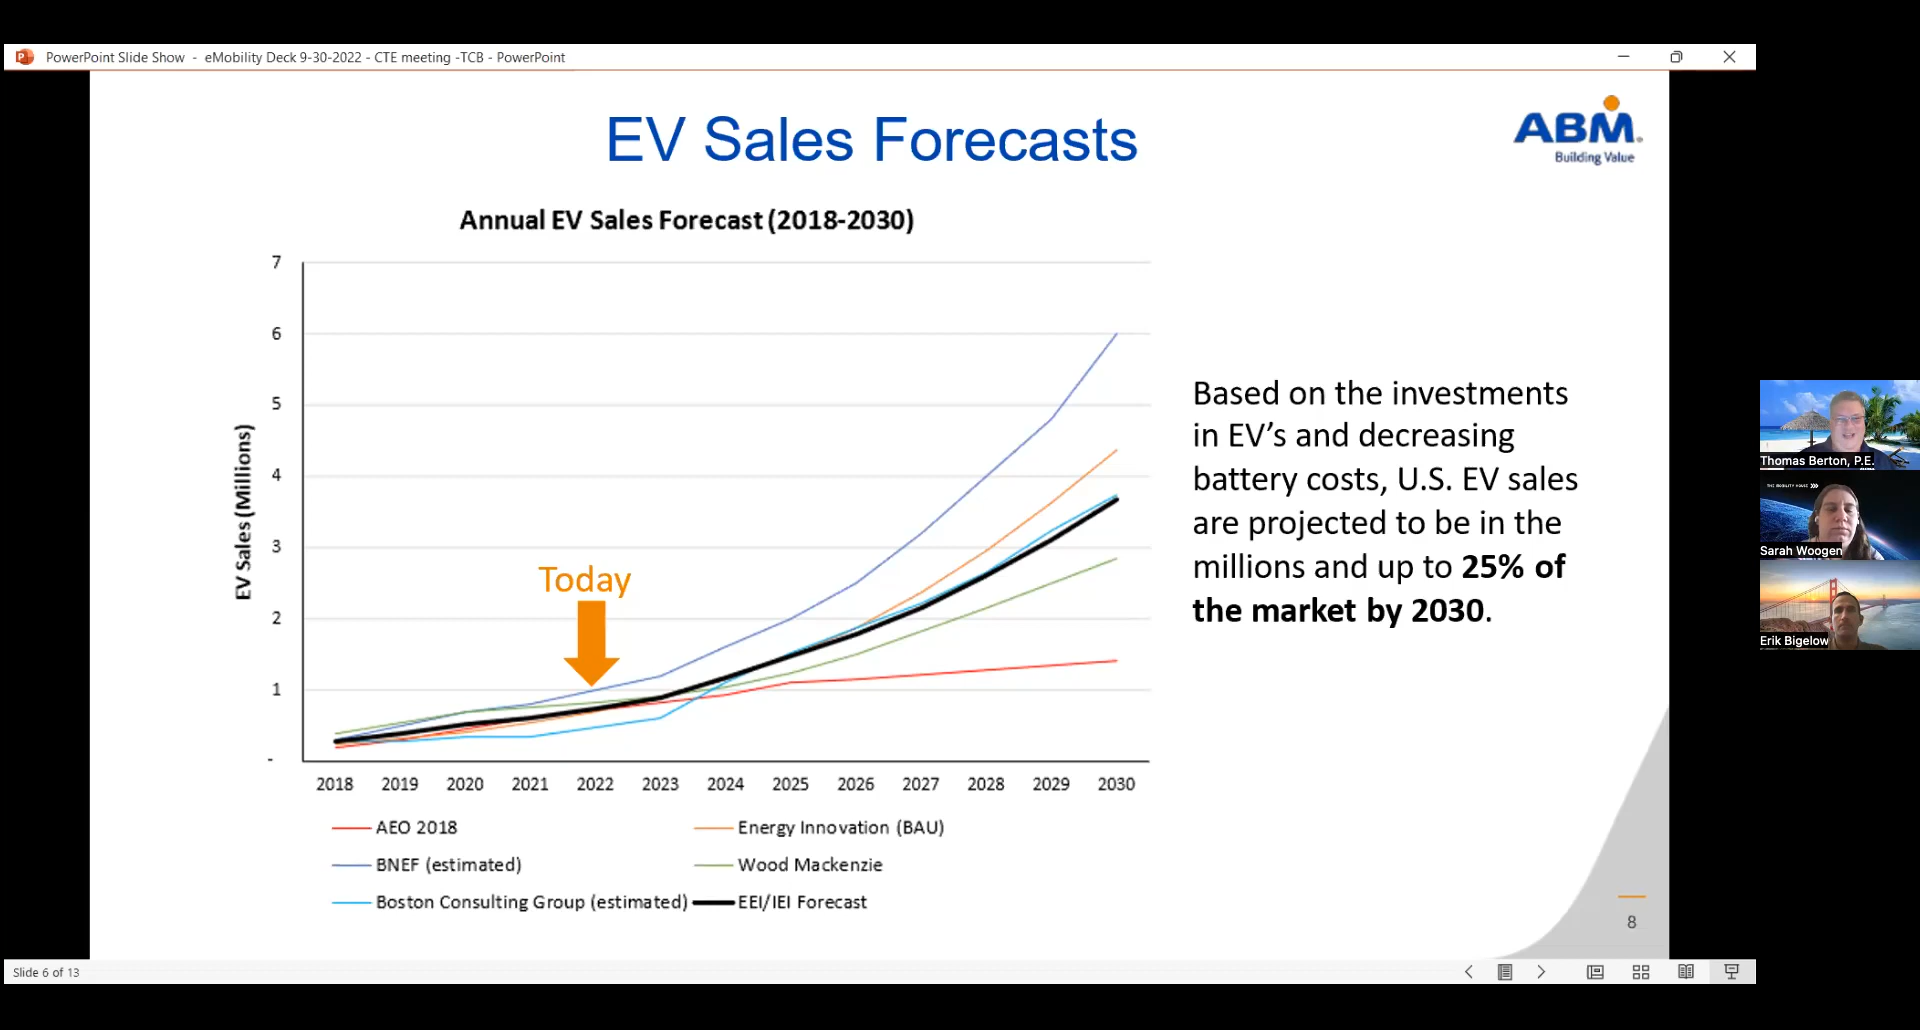 PowerPoint Slide Show - eMobility Deck 9-30-2022 - CTE meeting -TCB - PowerPoint
EV Sales Forecasts
ABM
Building Value
Annual EV Sales Forecast (2018-2030)
EV Sales (Millions)
7
6
5
4
3
2
1
-
Today
2018 2019 2020 2021 2022 2023 2024 2025 2026 2027 2028 2029 2030
AEO 2018
Energy Innovation (BAU)
BNEF (estimated)
Wood Mackenzie
Boston Consulting Group (estimated)
EEI/IEI Forecast
Based on the investments
in EV’s and decreasing
battery costs, U.S. EV sales
are projected to be in the
millions and up to 25% of
the market by 2030.
8
Slide 6 of 13
Thomas Berton, P.E.
THE MOBILITY HOUSE
Sarah Woogen
Erik Bigelow